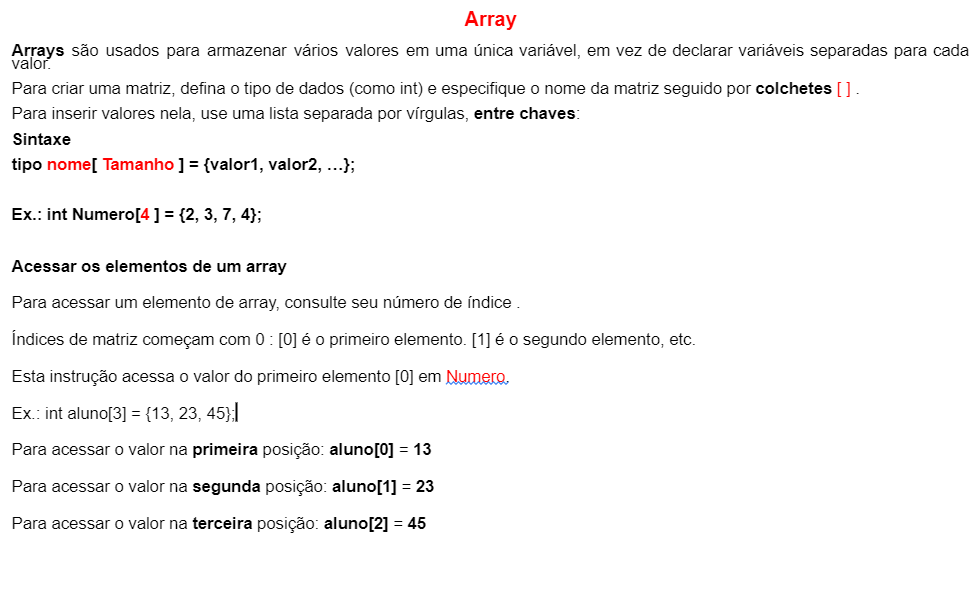 Array
Arrays são usados para armazenar vários valores em uma única variável, em vez de declarar variáveis separadas para cada
valor.
Para criar uma matriz, defina o tipo de dados (como int) e especifique o nome da matriz seguido por colchetes [ ] .
Para inserir valores nela, use uma lista separada por vírgulas, entre chaves:
Sintaxe
tipo nome[ Tamanho ] = {valor1, valor2, ...};
Ex.: int Numero[4 ] = {2, 3, 7, 4};
Acessar os elementos de um array
Para acessar um elemento de array, consulte seu número de índice .
Índices de matriz começam com 0 : [0] é o primeiro elemento. [1] é o segundo elemento, etc.
Esta instrução acessa o valor do primeiro elemento [0] em Numero.
Ex.: int aluno[3] = {13, 23, 45};
Para acessar o valor na primeira posição: aluno[0] = 13
Para acessar o valor na segunda posição: aluno[1] = 23
Para acessar o valor na terceira posição: aluno[2] = 45